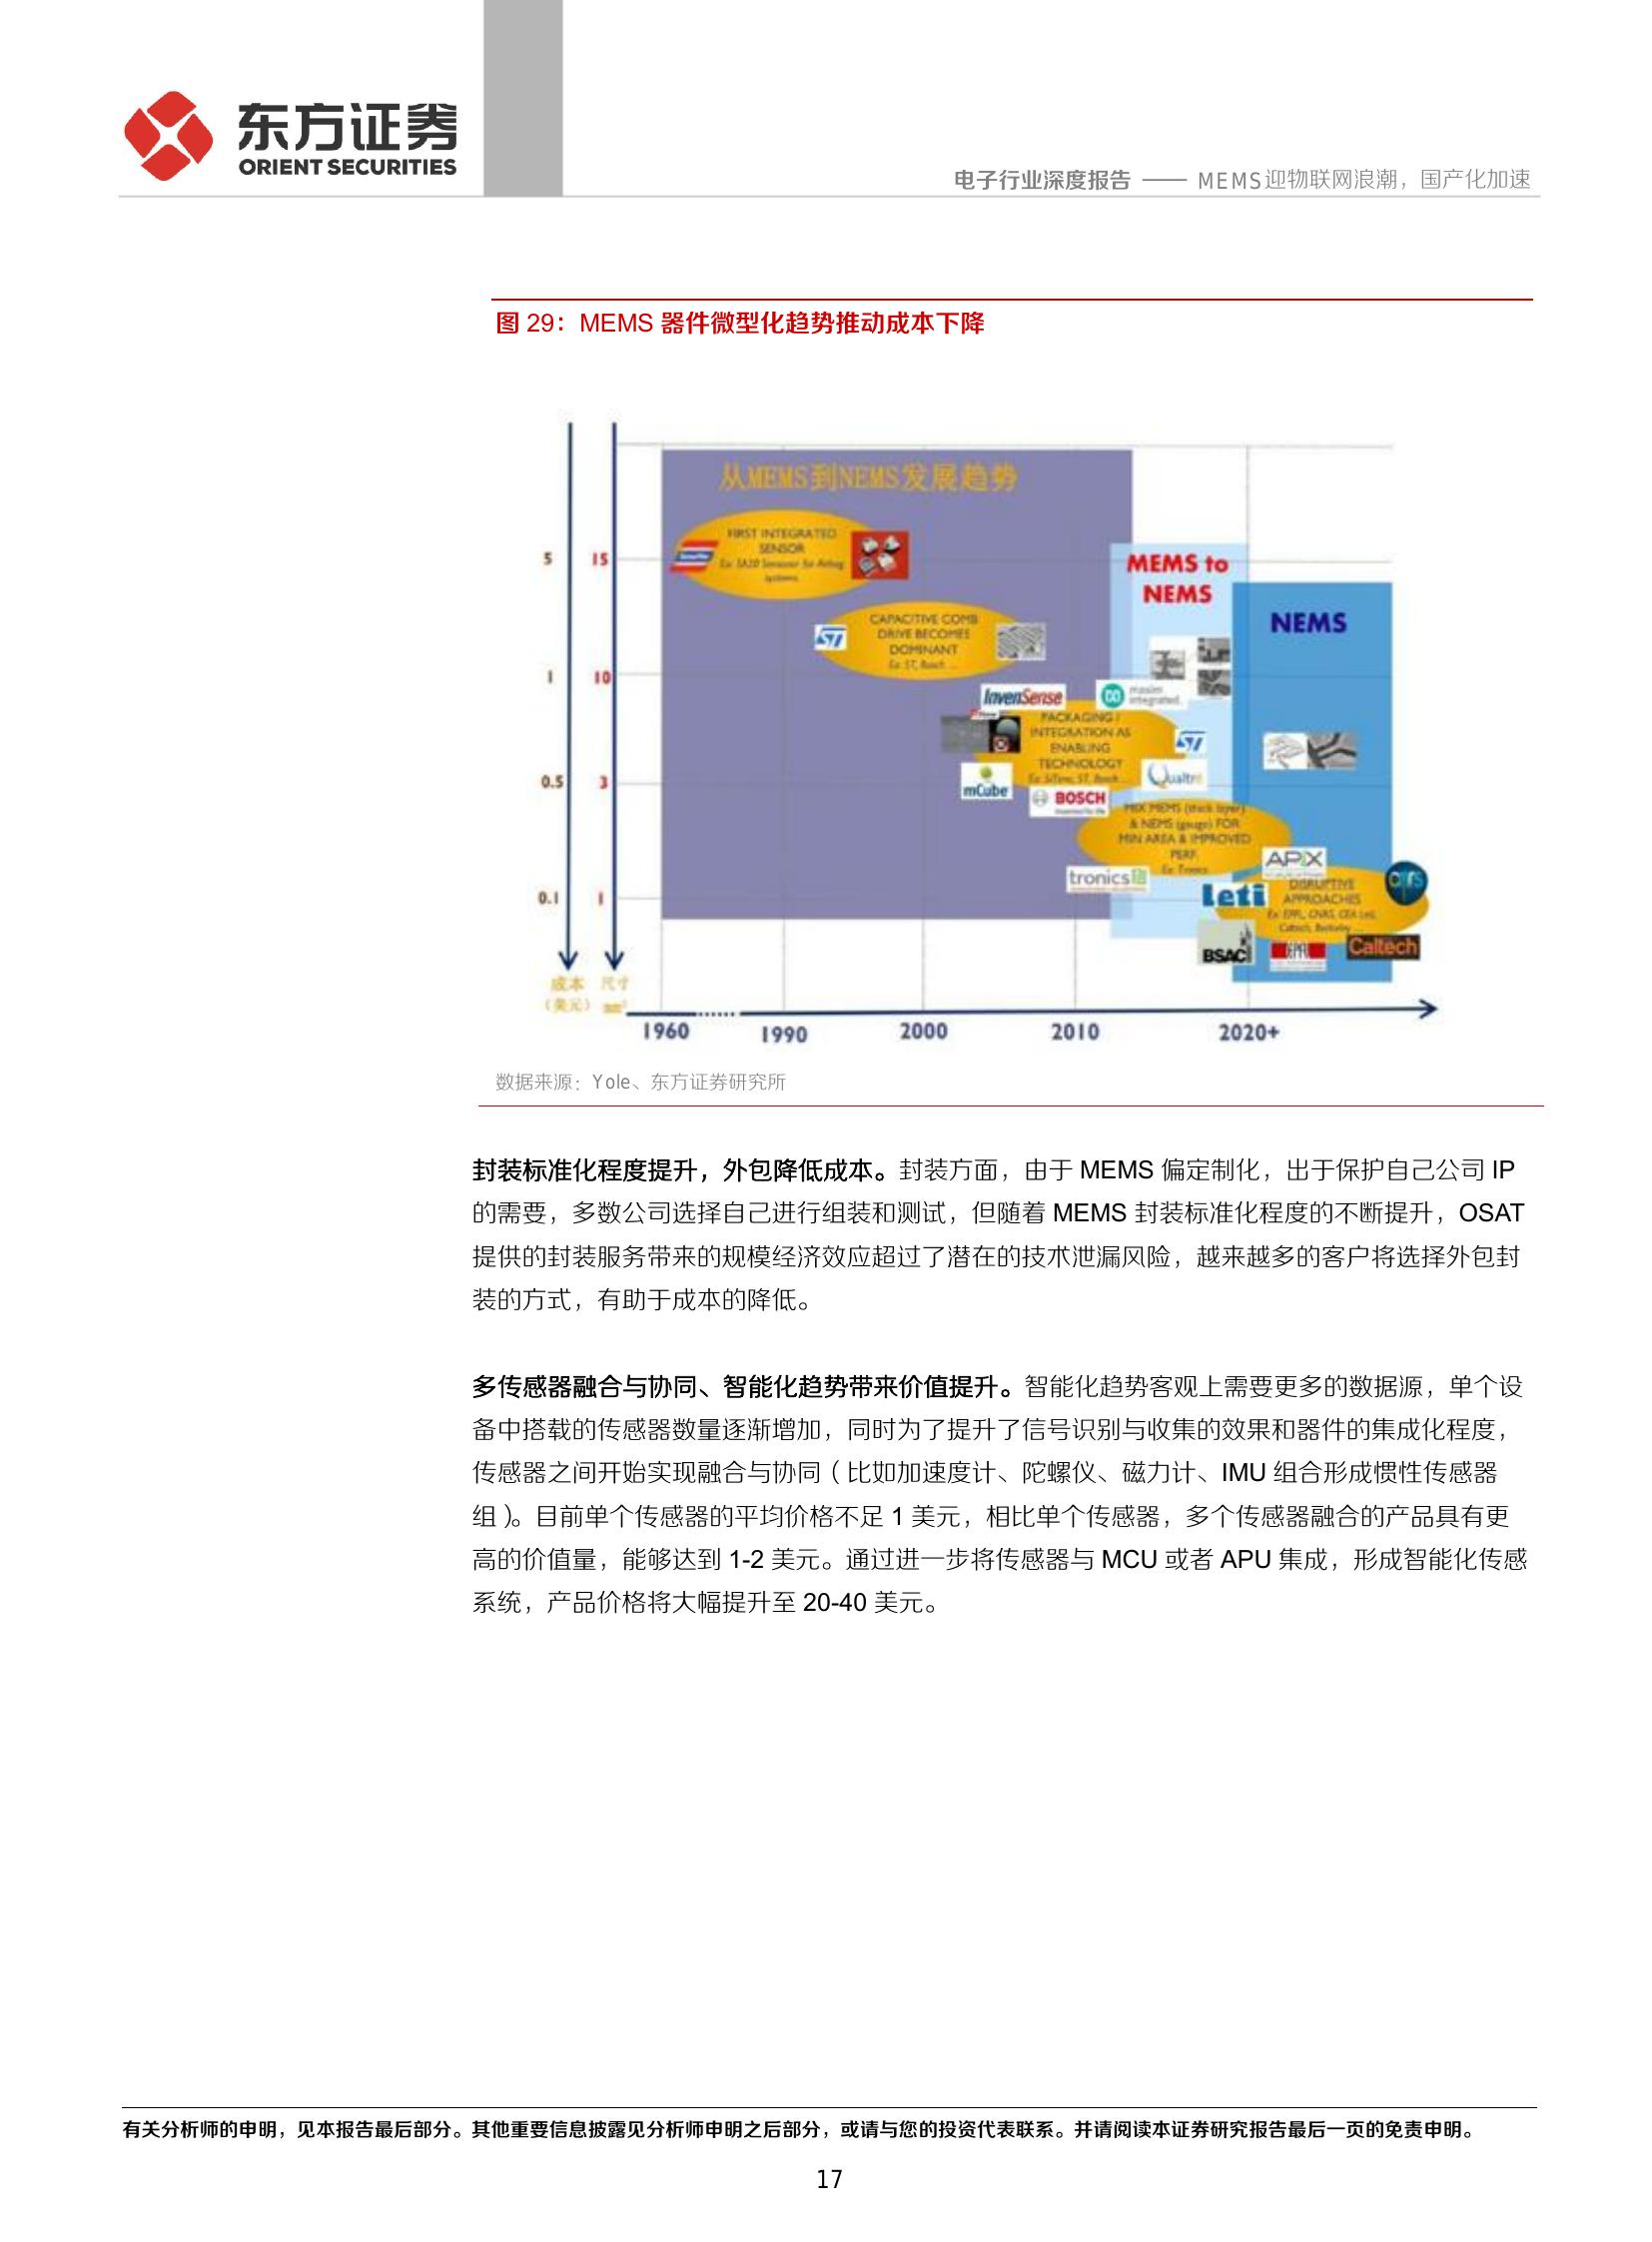 东方证券
ORIENT SECURITIES
电子行业深度报告 —— MEMS迎物联网浪潮，国产化加速
图 29：MEMS 器件微型化趋势推动成本下降
从MEMS到NEMS发展趋势
FIRST INTEGRATED
SENSOR
systems
5 15
MEMS to
NEMS
NEMS
CAPACITIVE COMB
DRIVE BECOMES
DOMINANT
Ex: ST, Bosch ...
ST
1 10
InvenSense
maxim
integrated
PACKAGING /
INTEGRATION AS
ENABLING
TECHNOLOGY
Ex: SiTime, ST, Bosch ...
ST
mCube
Qualtre
BOSCH
0.5 3
MIX MEMS (thick layer)
& NEMS (gauge) FOR
MIN AREA & IMPROVED
PERF.
Ex: Tronics
tronics
APIX
0.1 1
Leti
DISRUPTIVE
APPROACHES
Ex: EPFL, CNRS, CEA Leti,
Caltech, Berkeley ...
cnrs
BSAC
EPFL
Caltech
成本 尺寸
（美元） mm²
1960 1990 2000 2010 2020+
数据来源：Yole、东方证券研究所
封装标准化程度提升，外包降低成本。封装方面，由于 MEMS 偏定制化，出于保护自己公司 IP
的需要，多数公司选择自己进行组装和测试，但随着 MEMS 封装标准化程度的不断提升，OSAT
提供的封装服务带来的规模经济效应超过了潜在的技术泄漏风险，越来越多的客户将选择外包封
装的方式，有助于成本的降低。
多传感器融合与协同、智能化趋势带来价值提升。智能化趋势客观上需要更多的数据源，单个设
备中搭载的传感器数量逐渐增加，同时为了提升了信号识别与收集的效果和器件的集成化程度，
传感器之间开始实现融合与协同（比如加速度计、陀螺仪、磁力计、IMU 组合形成惯性传感器
组）。目前单个传感器的平均价格不足 1 美元，相比单个传感器，多个传感器融合的产品具有更
高的价值量，能够达到 1-2 美元。通过进一步将传感器与 MCU 或者 APU 集成，形成智能化传感
系统，产品价格将大幅提升至 20-40 美元。
有关分析师的申明，见本报告最后部分。其他重要信息披露见分析师申明之后部分，或请与您的投资代表联系。并请阅读本证券研究报告最后一页的免责申明。
17